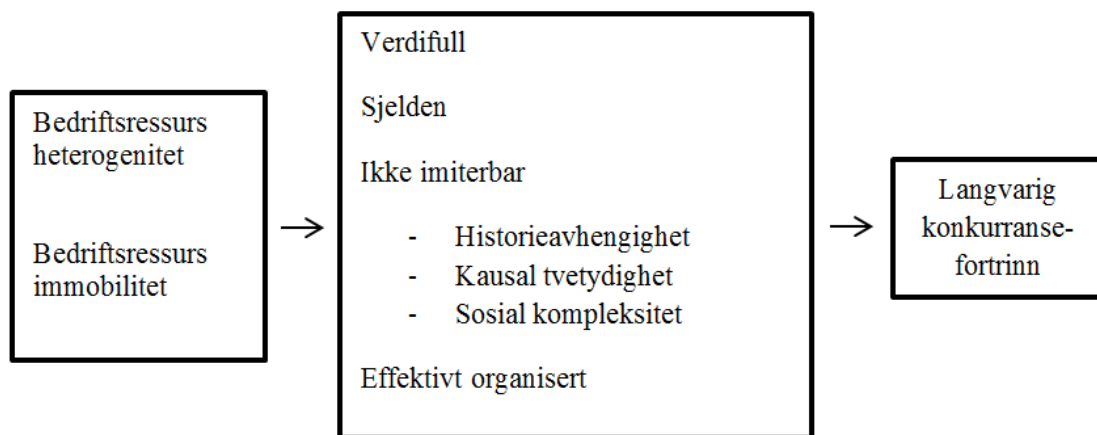 Bedriftsressurs
heterogenitet
Bedriftsressurs
immobilitet
Verdifull
Sjelden
Ikke imiterbar
- Historieavhengighet
- Kausal tvetydighet
- Sosial kompleksitet
Effektivt organisert
Langvarig
konkurranse-
fortrinn